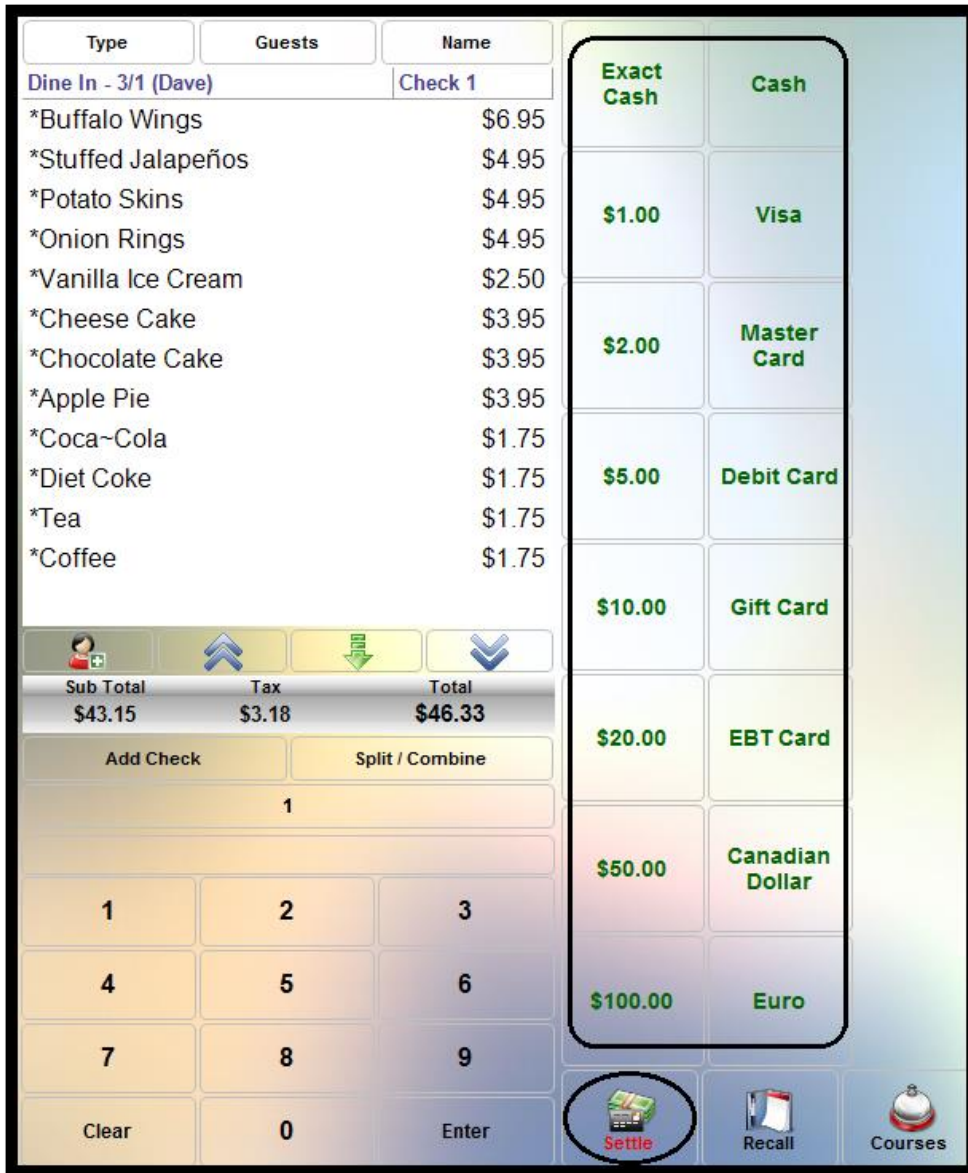 Type Guests Name
Dine In - 3/1 (Dave) Check 1
*Buffalo Wings $6.95
*Stuffed Jalapeños $4.95
*Potato Skins $4.95
*Onion Rings $4.95
*Vanilla Ice Cream $2.50
*Cheese Cake $3.95
*Chocolate Cake $3.95
*Apple Pie $3.95
*Coca~Cola $1.75
*Diet Coke $1.75
*Tea $1.75
*Coffee $1.75
Sub Total Tax Total
$43.15 $3.18 $46.33
Add Check Split / Combine
1
1 2 3
4 5 6
7 8 9
Clear 0 Enter
Exact
Cash
Cash
$1.00 Visa
$2.00
Master
Card
$5.00 Debit Card
$10.00 Gift Card
$20.00 EBT Card
$50.00
Canadian
Dollar
$100.00 Euro
Settle Recall Courses